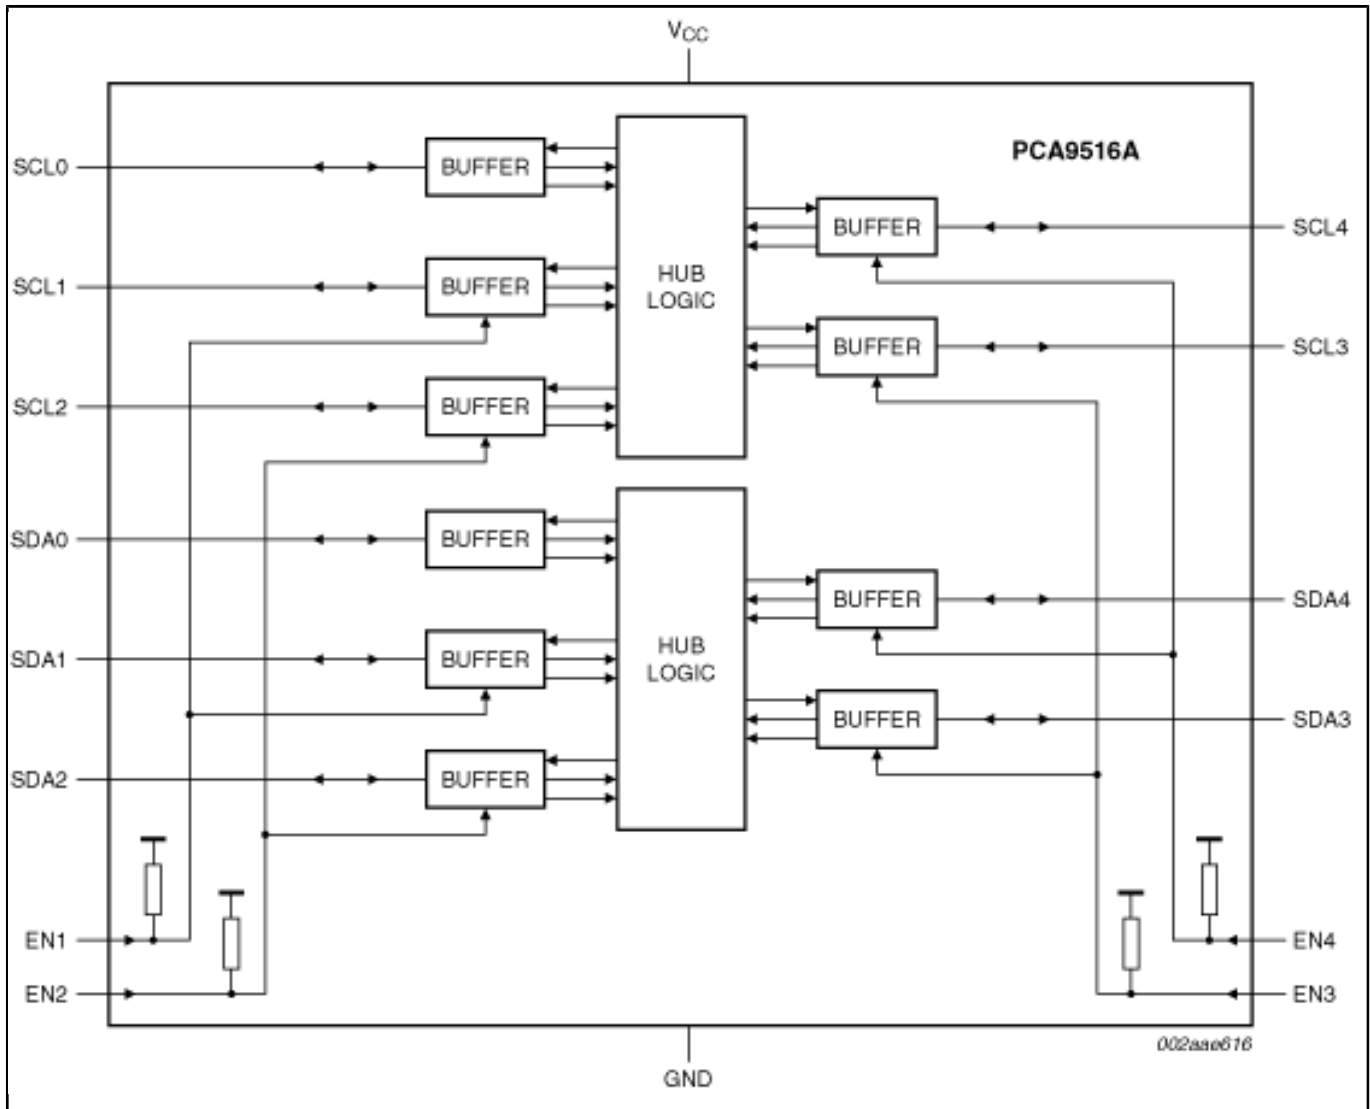 VCC
PCA9516A
SCL0
BUFFER
BUFFER
SCL4
SCL1
BUFFER
HUB
LOGIC
BUFFER
SCL3
SCL2
BUFFER
SDA0
BUFFER
BUFFER
SDA4
SDA1
BUFFER
HUB
LOGIC
BUFFER
SDA3
SDA2
BUFFER
EN1
EN4
EN2
EN3
002aae616
GND